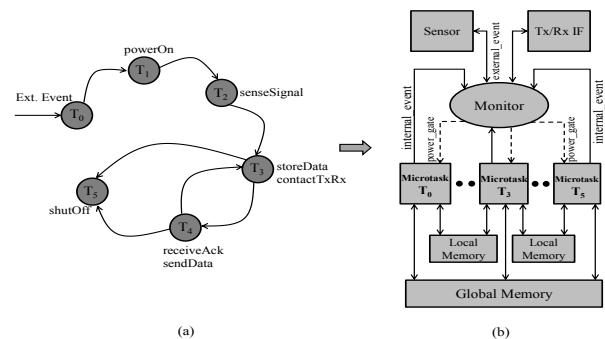 powerOn
T1
Ext. Event
T0
T2
senseSignal
T3
storeData
contactTxRx
T5
shutOff
T4
receiveAck
sendData
(a)
Sensor
external_event
Tx/Rx IF
internal_event
Monitor
internal_event
power_gate
power_gate
Microtask
T0
Microtask
T3
Microtask
T5
Local
Memory
Local
Memory
Global Memory
(b)